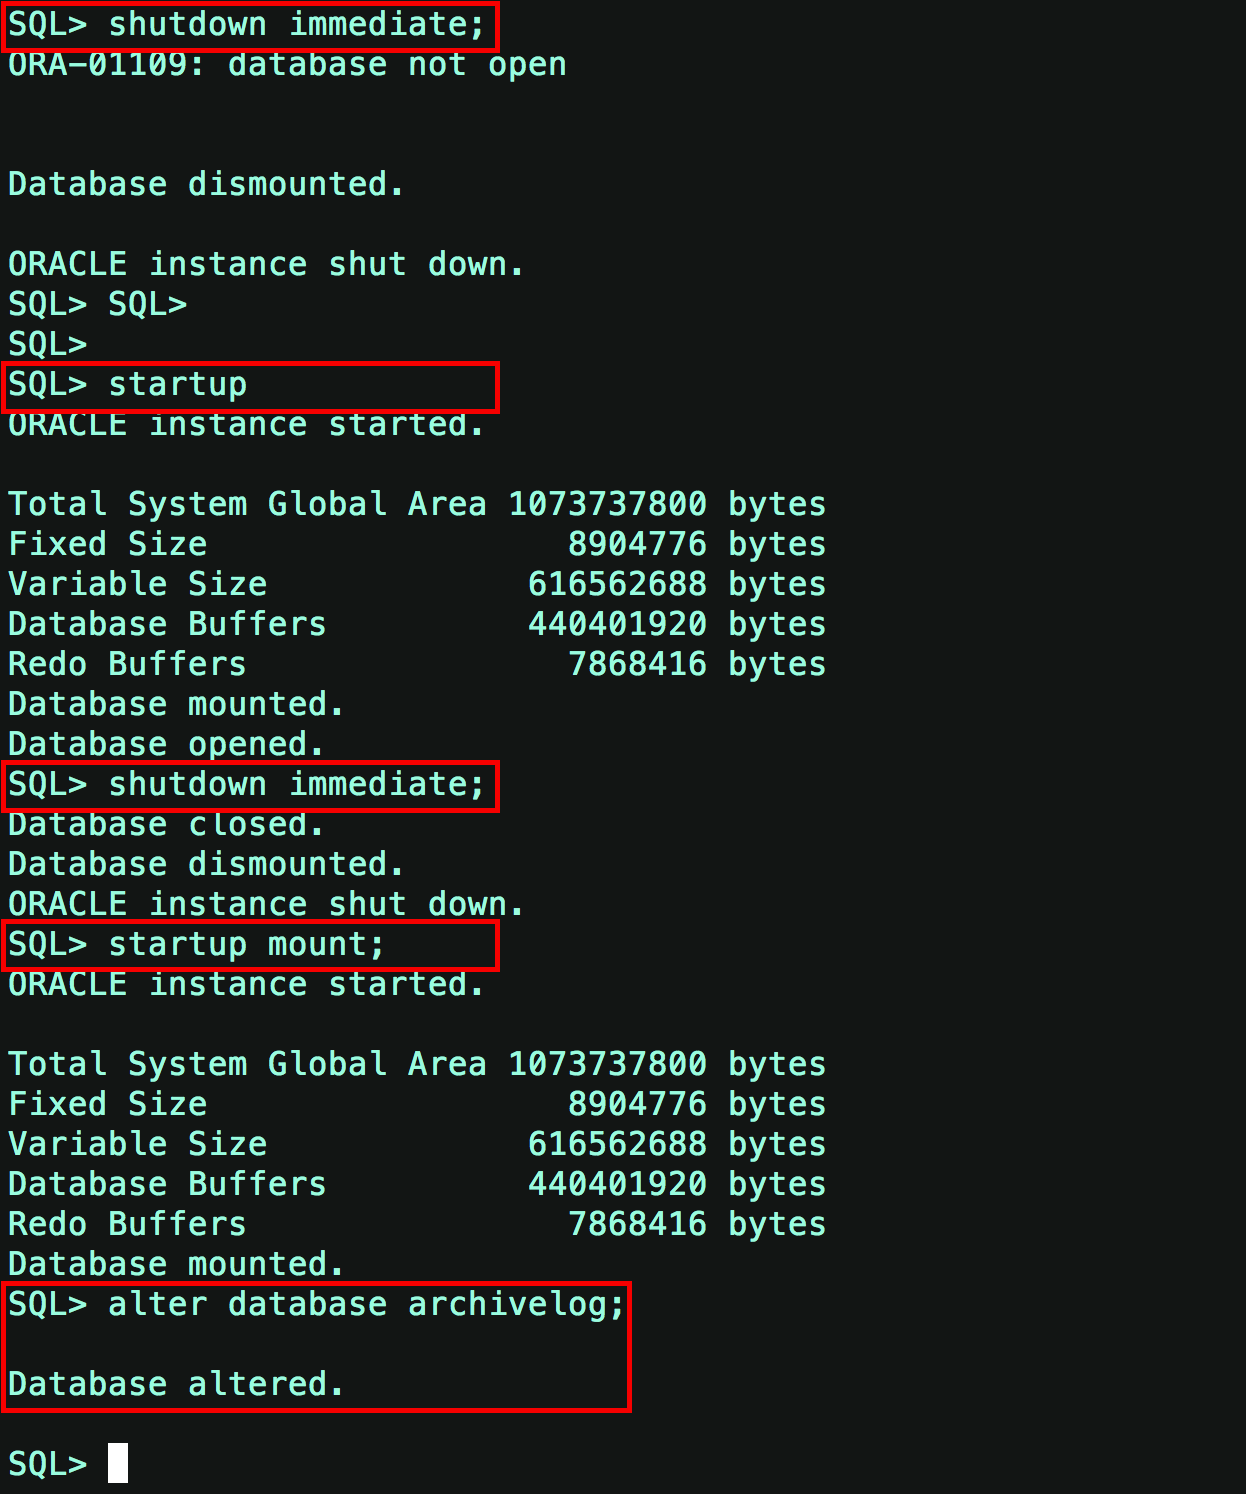 SQL> shutdown immediate;
ORA-01109: database not open
Database dismounted.
ORACLE instance shut down.
SQL> SQL>
SQL>
SQL> startup
ORACLE instance started.
Total System Global Area 1073737800 bytes
Fixed Size                  8904776 bytes
Variable Size             616562688 bytes
Database Buffers          440401920 bytes
Redo Buffers                7868416 bytes
Database mounted.
Database opened.
SQL> shutdown immediate;
Database closed.
Database dismounted.
ORACLE instance shut down.
SQL> startup mount;
ORACLE instance started.
Total System Global Area 1073737800 bytes
Fixed Size                  8904776 bytes
Variable Size             616562688 bytes
Database Buffers          440401920 bytes
Redo Buffers                7868416 bytes
Database mounted.
SQL> alter database archivelog;
Database altered.
SQL>